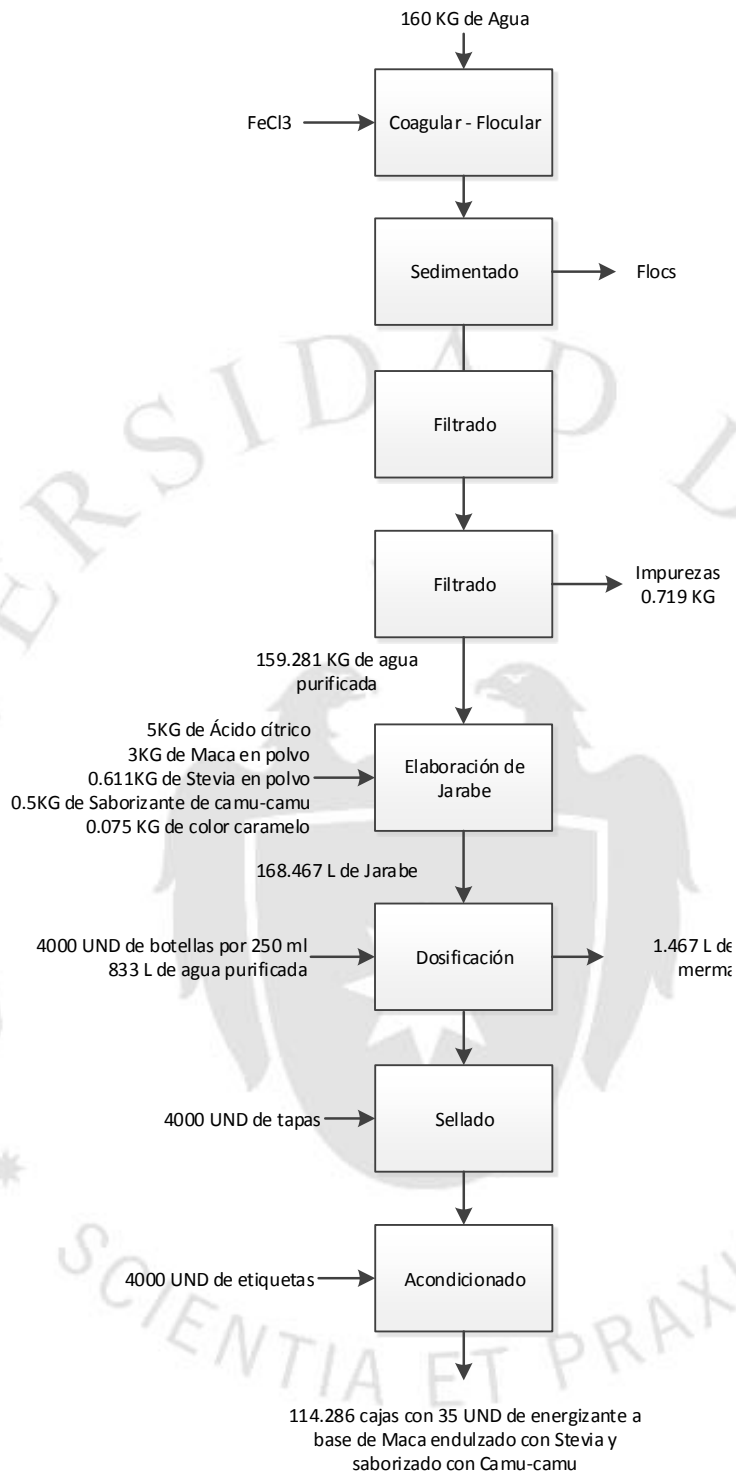 160 KG de Agua
FeCl3
Coagular - Flocular
Sedimentado
Flocs
Filtrado
Filtrado
Impurezas
0.719 KG
159.281 KG de agua
purificada
5KG de Ácido cítrico
3KG de Maca en polvo
0.611KG de Stevia en polvo
0.5KG de Saborizante de camu-camu
0.075 KG de color caramelo
Elaboración de
Jarabe
168.467 L de Jarabe
4000 UND de botellas por 250 ml
833 L de agua purificada
Dosificación
1.467 L de
merma
4000 UND de tapas
Sellado
4000 UND de etiquetas
Acondicionado
114.286 cajas con 35 UND de energizante a
base de Maca endulzado con Stevia y
saborizado con Camu-camu
SCIENTIA ET PRAXI
ERSIDAD D